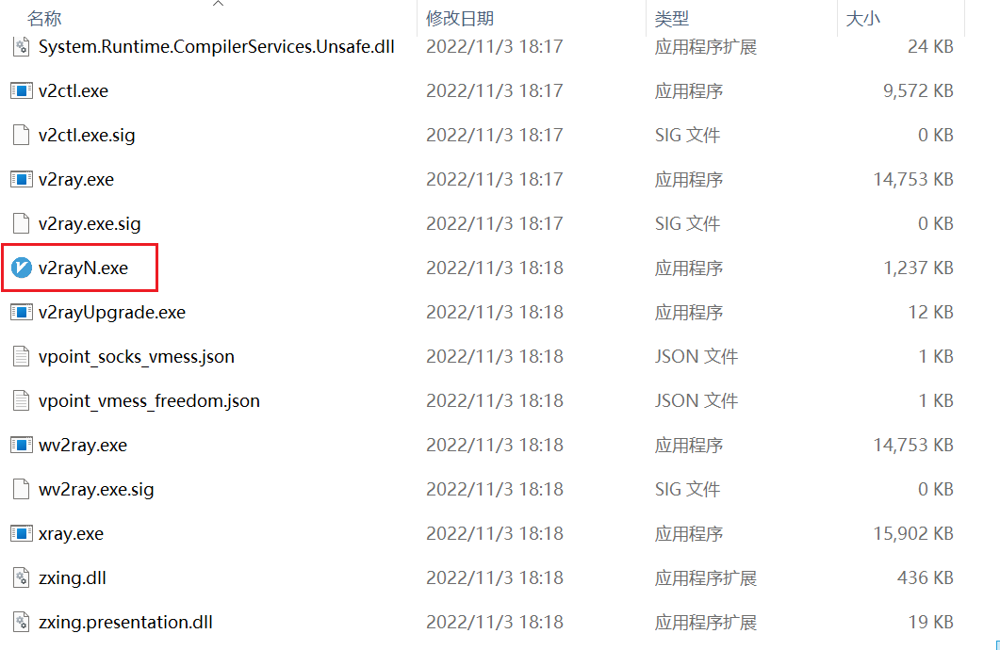 名称 修改日期 类型 大小
System.Runtime.CompilerServices.Unsafe.dll 2022/11/3 18:17 应用程序扩展 24 KB
v2ctl.exe 2022/11/3 18:17 应用程序 9,572 KB
v2ctl.exe.sig 2022/11/3 18:17 SIG 文件 0 KB
v2ray.exe 2022/11/3 18:17 应用程序 14,753 KB
v2ray.exe.sig 2022/11/3 18:17 SIG 文件 0 KB
v2rayN.exe 2022/11/3 18:18 应用程序 1,237 KB
v2rayUpgrade.exe 2022/11/3 18:18 应用程序 12 KB
vpoint_socks_vmess.json 2022/11/3 18:18 JSON 文件 1 KB
vpoint_vmess_freedom.json 2022/11/3 18:18 JSON 文件 1 KB
wv2ray.exe 2022/11/3 18:18 应用程序 14,753 KB
wv2ray.exe.sig 2022/11/3 18:18 SIG 文件 0 KB
xray.exe 2022/11/3 18:18 应用程序 15,902 KB
zxing.dll 2022/11/3 18:18 应用程序扩展 436 KB
zxing.presentation.dll 2022/11/3 18:18 应用程序扩展 19 KB